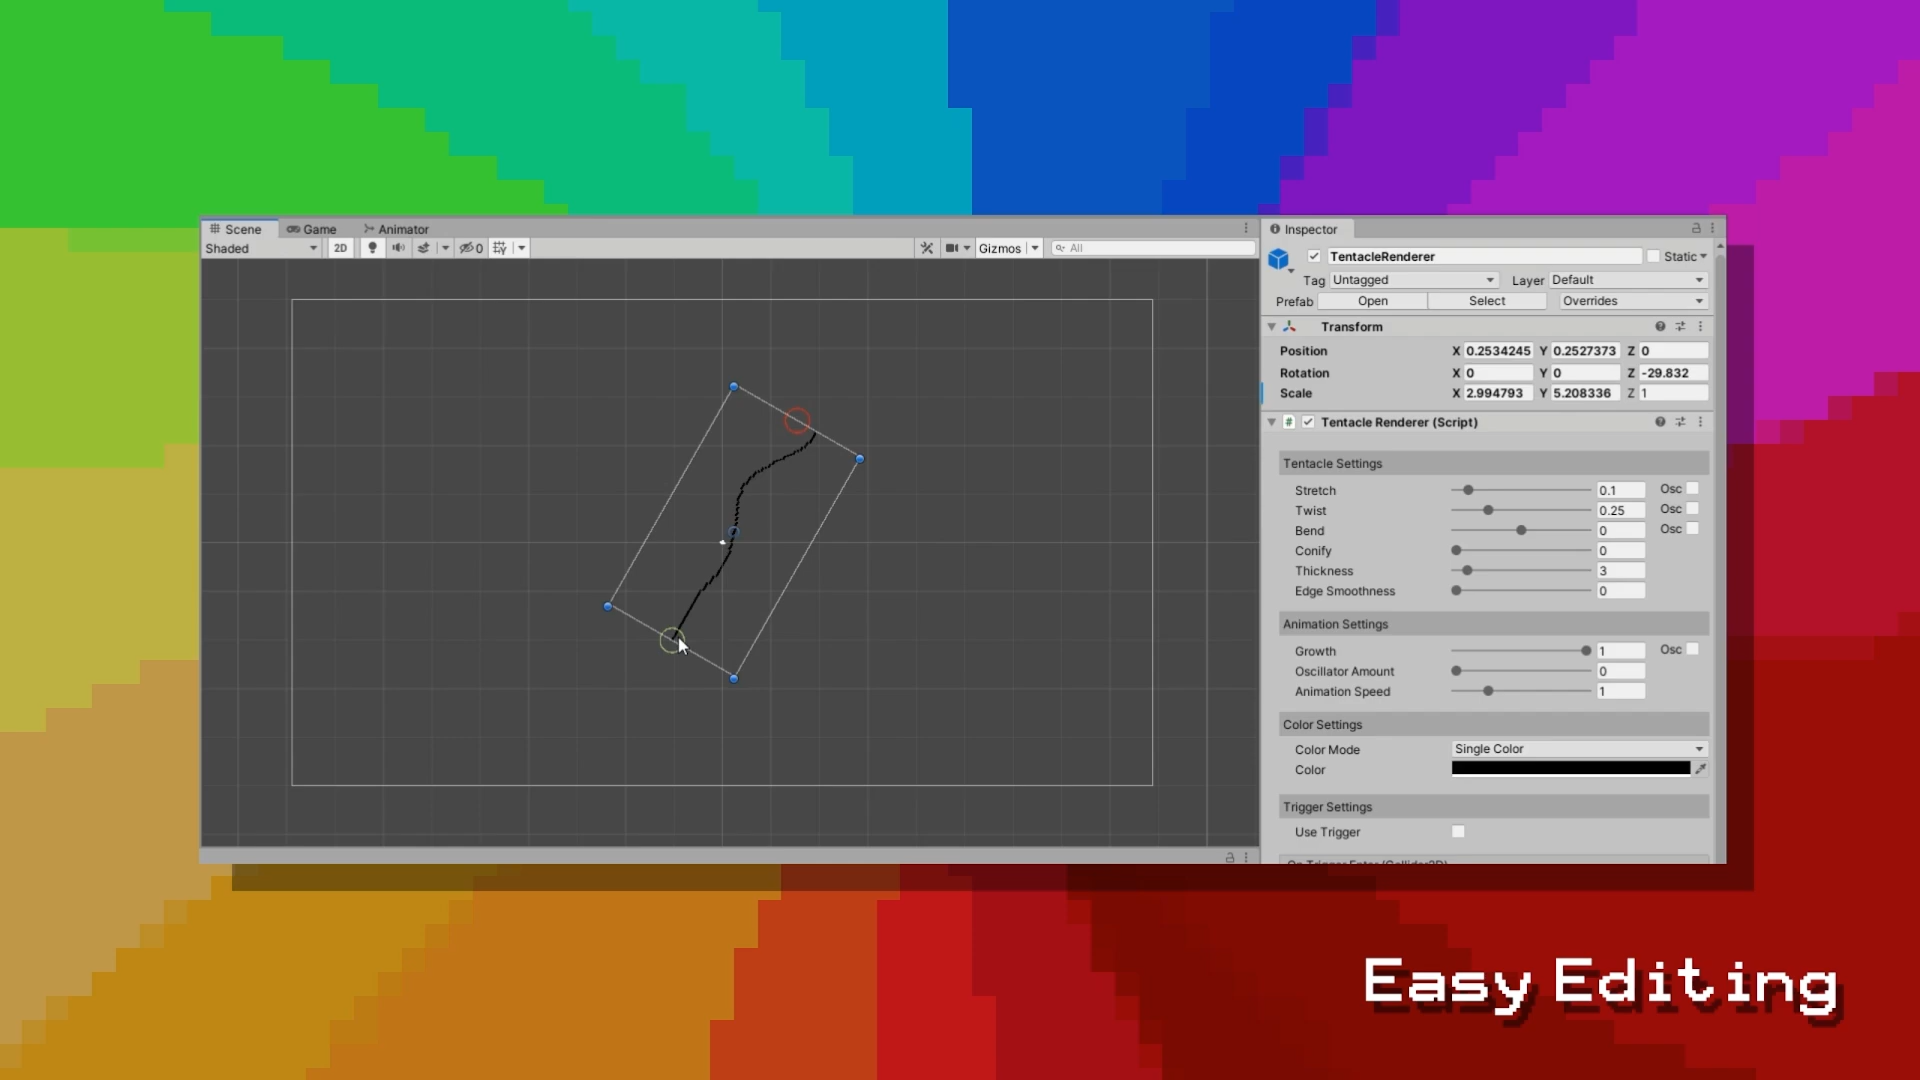 Scene Game Animator
Shaded 2D 0 Gizmos All
Inspector
TentacleRenderer Static
Tag Untagged Layer Default
Prefab Open Select Overrides
Transform
Position X 0.2534245 Y 0.2527373 Z 0
Rotation X 0 Y 0 Z -29.832
Scale X 2.994793 Y 5.208336 Z 1
# Tentacle Renderer (Script)
Tentacle Settings
Stretch 0.1 Osc
Twist 0.25 Osc
Bend 0 Osc
Conify 0
Thickness 3
Edge Smoothness 0
Animation Settings
Growth 1 Osc
Oscillator Amount 0
Animation Speed 1
Color Settings
Color Mode Single Color
Color
Trigger Settings
Use Trigger
On Trigger Enter (Collider2D)
Easy Editing